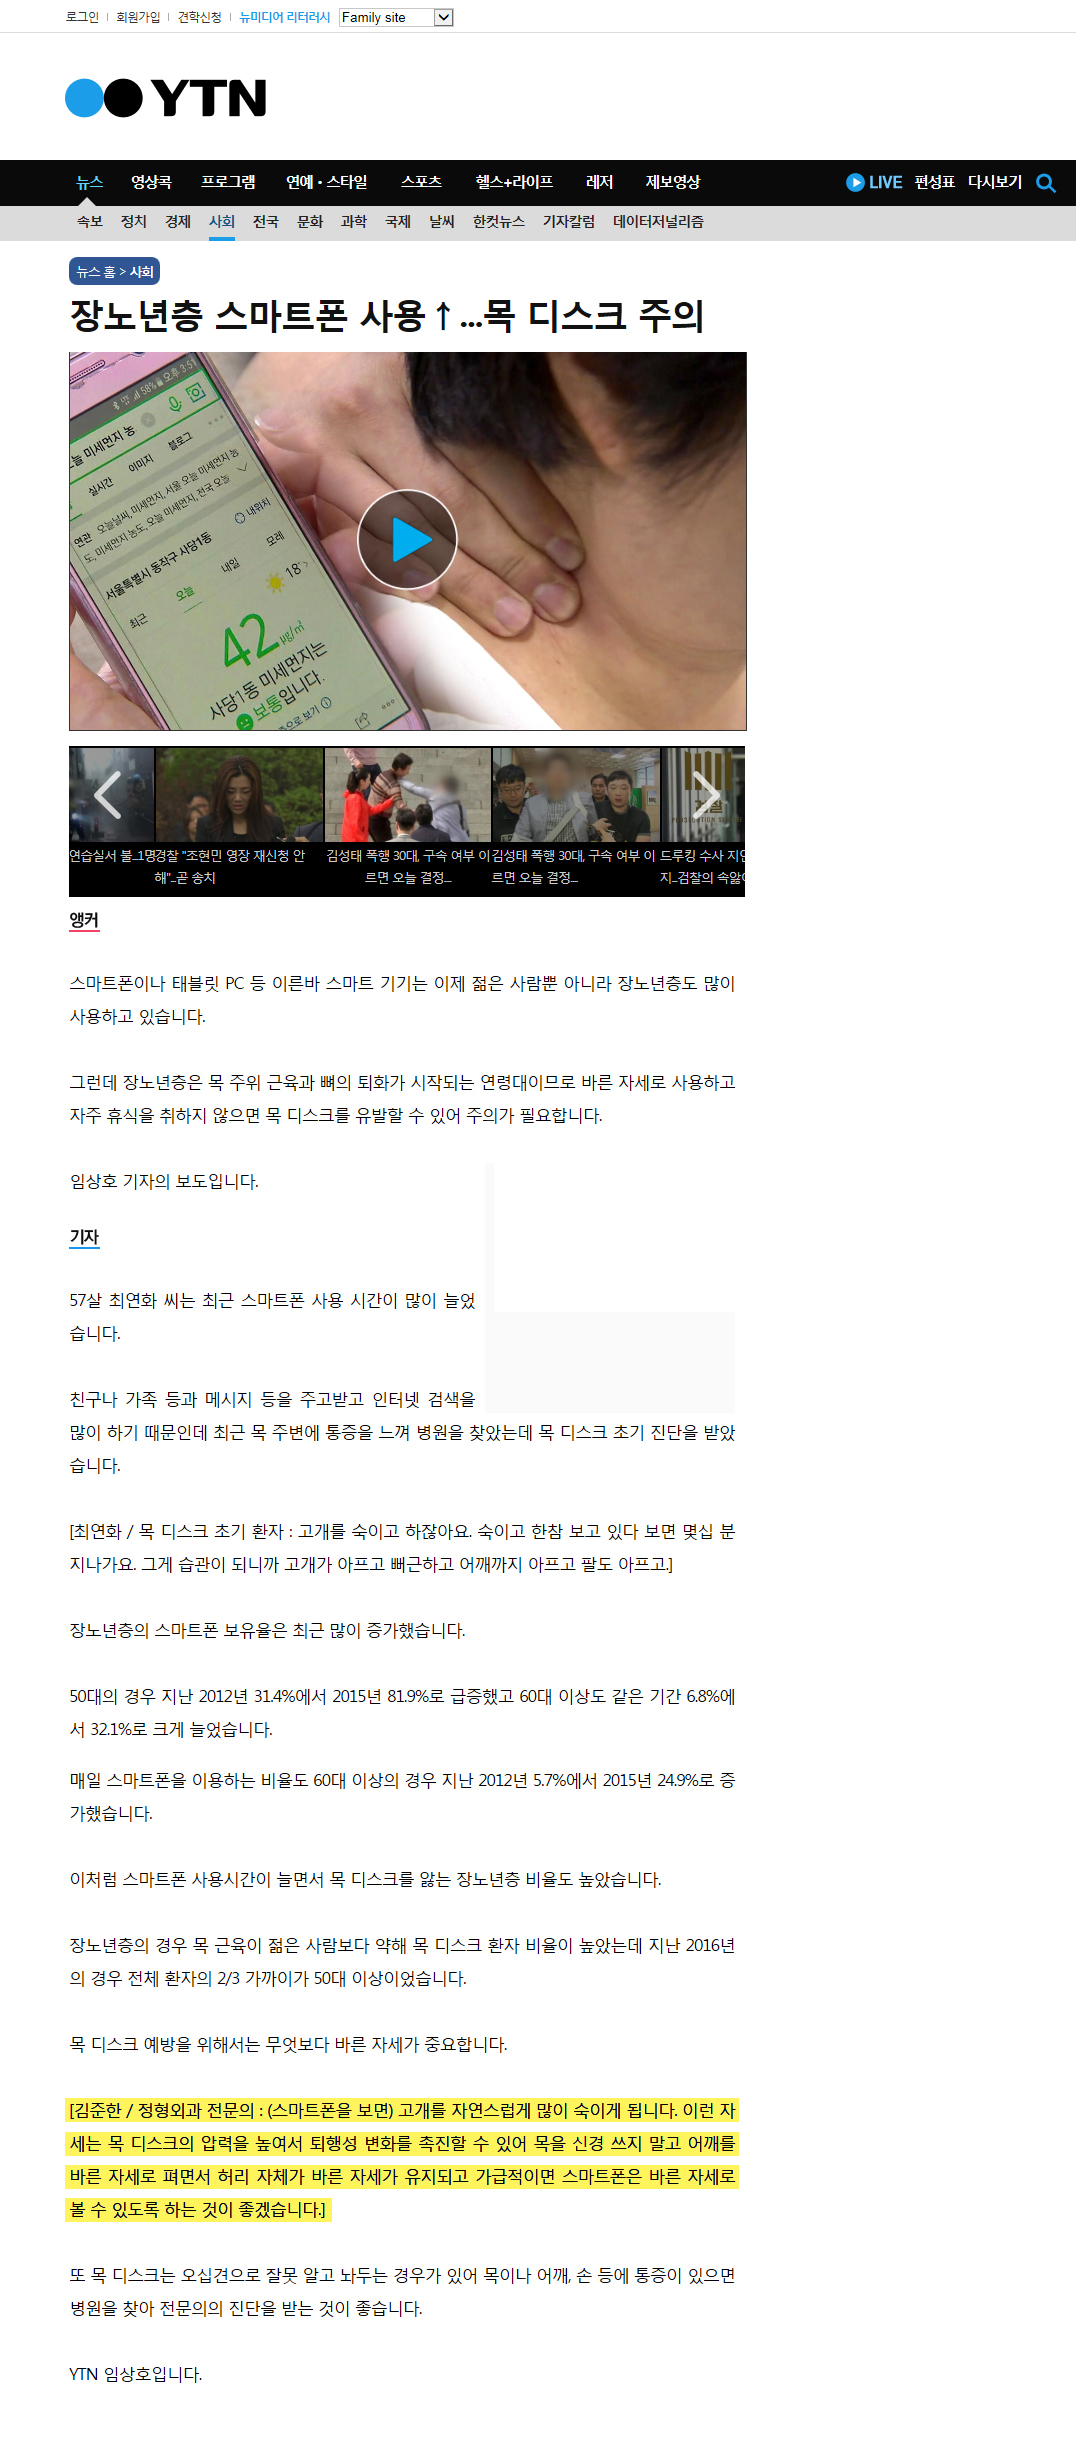 로그인 회원가입 견학신청 뉴미디어 리터러시 Family site
YTN
뉴스 영상콕 프로그램 연예·스타일 스포츠 헬스+라이프 레저 제보영상 LIVE 편성표 다시보기
속보 정치 경제 사회 전국 문화 과학 국제 날씨 한컷뉴스 기자칼럼 데이터저널리즘
뉴스 홈 > 사회
장노년층 스마트폰 사용↑...목 디스크 주의
58% 오후 3:51
늘 미세먼지 농
실시간 이미지 블로그
연관 오늘날씨, 미세먼지, 서울 오늘 미세먼지 농
도, 미세먼지 농도, 오늘 미세먼지, 전국 오늘
서울특별시 동작구 사당1동 내위치
최근 오늘 내일 모레
18°
42 μg/m³
사당1동 미세먼지는
보통입니다.
으로 보기
검찰
연습실서 불...1명경찰 "조현민 영장 재신청 안 김성태 폭행 30대, 구속 여부 이 김성태 폭행 30대, 구속 여부 이 드루킹 수사 지연
해"...곧 송치 르면 오늘 결정... 르면 오늘 결정... 지...검찰의 속앓이
앵커
스마트폰이나 태블릿 PC 등 이른바 스마트 기기는 이제 젊은 사람뿐 아니라 장노년층도 많이
사용하고 있습니다.
그런데 장노년층은 목 주위 근육과 뼈의 퇴화가 시작되는 연령대이므로 바른 자세로 사용하고
자주 휴식을 취하지 않으면 목 디스크를 유발할 수 있어 주의가 필요합니다.
임상호 기자의 보도입니다.
기자
57살 최연화 씨는 최근 스마트폰 사용 시간이 많이 늘었
습니다.
친구나 가족 등과 메시지 등을 주고받고 인터넷 검색을
많이 하기 때문인데 최근 목 주변에 통증을 느껴 병원을 찾았는데 목 디스크 초기 진단을 받았
습니다.
[최연화 / 목 디스크 초기 환자 : 고개를 숙이고 하잖아요. 숙이고 한참 보고 있다 보면 몇십 분
지나가요. 그게 습관이 되니까 고개가 아프고 뻐근하고 어깨까지 아프고 팔도 아프고.]
장노년층의 스마트폰 보유율은 최근 많이 증가했습니다.
50대의 경우 지난 2012년 31.4%에서 2015년 81.9%로 급증했고 60대 이상도 같은 기간 6.8%에
서 32.1%로 크게 늘었습니다.
매일 스마트폰을 이용하는 비율도 60대 이상의 경우 지난 2012년 5.7%에서 2015년 24.9%로 증
가했습니다.
이처럼 스마트폰 사용시간이 늘면서 목 디스크를 앓는 장노년층 비율도 높았습니다.
장노년층의 경우 목 근육이 젊은 사람보다 약해 목 디스크 환자 비율이 높았는데 지난 2016년
의 경우 전체 환자의 2/3 가까이가 50대 이상이었습니다.
목 디스크 예방을 위해서는 무엇보다 바른 자세가 중요합니다.
[김준한 / 정형외과 전문의 : (스마트폰을 보면) 고개를 자연스럽게 많이 숙이게 됩니다. 이런 자
세는 목 디스크의 압력을 높여서 퇴행성 변화를 촉진할 수 있어 목을 신경 쓰지 말고 어깨를
바른 자세로 펴면서 허리 자체가 바른 자세가 유지되고 가급적이면 스마트폰은 바른 자세로
볼 수 있도록 하는 것이 좋겠습니다.]
또 목 디스크는 오십견으로 잘못 알고 놔두는 경우가 있어 목이나 어깨, 손 등에 통증이 있으면
병원을 찾아 전문의의 진단을 받는 것이 좋습니다.
YTN 임상호입니다.